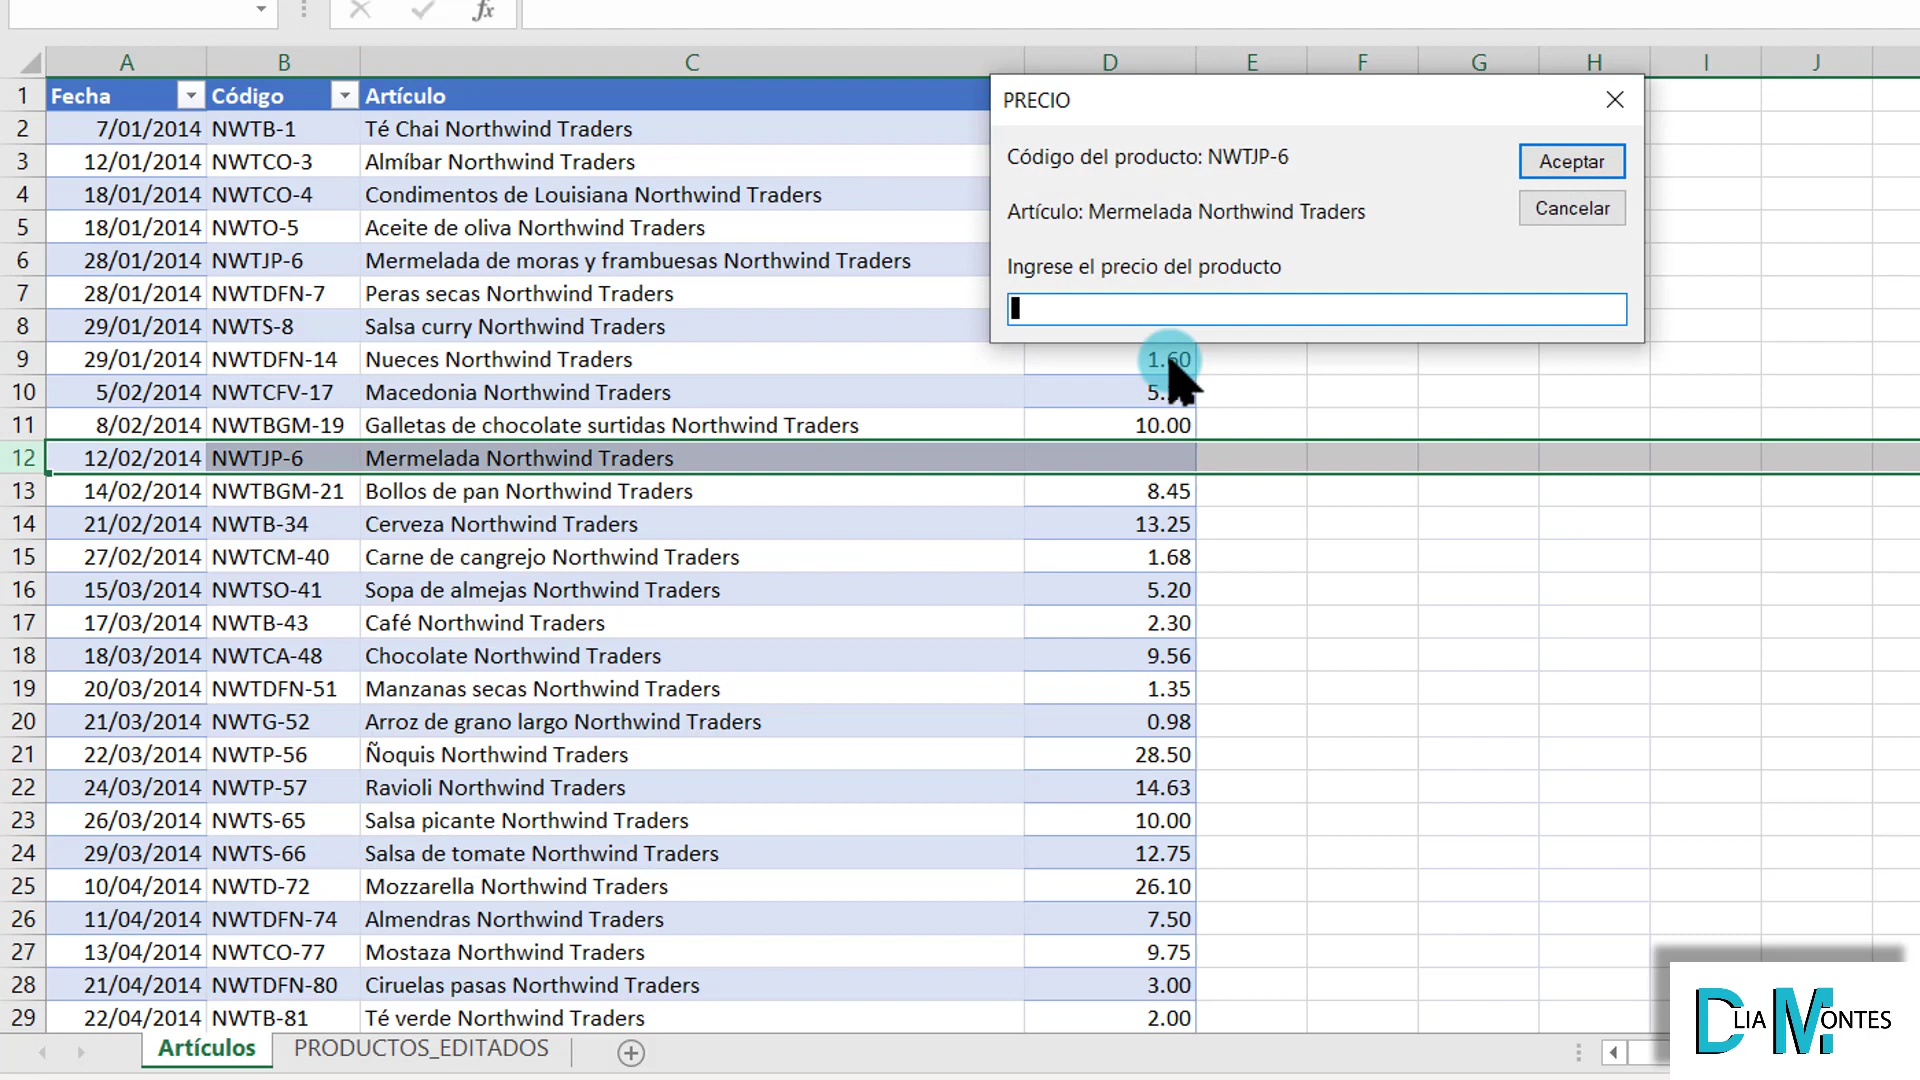 fx
A B C D E F G H I J
1 Fecha Código Artículo
2 7/01/2014 NWTB-1 Té Chai Northwind Traders
3 12/01/2014 NWTCO-3 Almíbar Northwind Traders
4 18/01/2014 NWTCO-4 Condimentos de Louisiana Northwind Traders
5 18/01/2014 NWTO-5 Aceite de oliva Northwind Traders
6 28/01/2014 NWTJP-6 Mermelada de moras y frambuesas Northwind Traders
7 28/01/2014 NWTDFN-7 Peras secas Northwind Traders
8 29/01/2014 NWTS-8 Salsa curry Northwind Traders
9 29/01/2014 NWTDFN-14 Nueces Northwind Traders 1.60
10 5/02/2014 NWTCFV-17 Macedonia Northwind Traders
11 8/02/2014 NWTBGM-19 Galletas de chocolate surtidas Northwind Traders 10.00
12 12/02/2014 NWTJP-6 Mermelada Northwind Traders
13 14/02/2014 NWTBGM-21 Bollos de pan Northwind Traders 8.45
14 21/02/2014 NWTB-34 Cerveza Northwind Traders 13.25
15 27/02/2014 NWTCM-40 Carne de cangrejo Northwind Traders 1.68
16 15/03/2014 NWTSO-41 Sopa de almejas Northwind Traders 5.20
17 17/03/2014 NWTB-43 Café Northwind Traders 2.30
18 18/03/2014 NWTCA-48 Chocolate Northwind Traders 9.56
19 20/03/2014 NWTDFN-51 Manzanas secas Northwind Traders 1.35
20 21/03/2014 NWTG-52 Arroz de grano largo Northwind Traders 0.98
21 22/03/2014 NWTP-56 Ñoquis Northwind Traders 28.50
22 24/03/2014 NWTP-57 Ravioli Northwind Traders 14.63
23 26/03/2014 NWTS-65 Salsa picante Northwind Traders 10.00
24 29/03/2014 NWTS-66 Salsa de tomate Northwind Traders 12.75
25 10/04/2014 NWTD-72 Mozzarella Northwind Traders 26.10
26 11/04/2014 NWTDFN-74 Almendras Northwind Traders 7.50
27 13/04/2014 NWTCO-77 Mostaza Northwind Traders 9.75
28 21/04/2014 NWTDFN-80 Ciruelas pasas Northwind Traders 3.00
29 22/04/2014 NWTB-81 Té verde Northwind Traders 2.00
PRECIO
Código del producto: NWTJP-6
Aceptar
Artículo: Mermelada Northwind Traders
Cancelar
Ingrese el precio del producto
Artículos PRODUCTOS_EDITADOS
DLIA MONTES